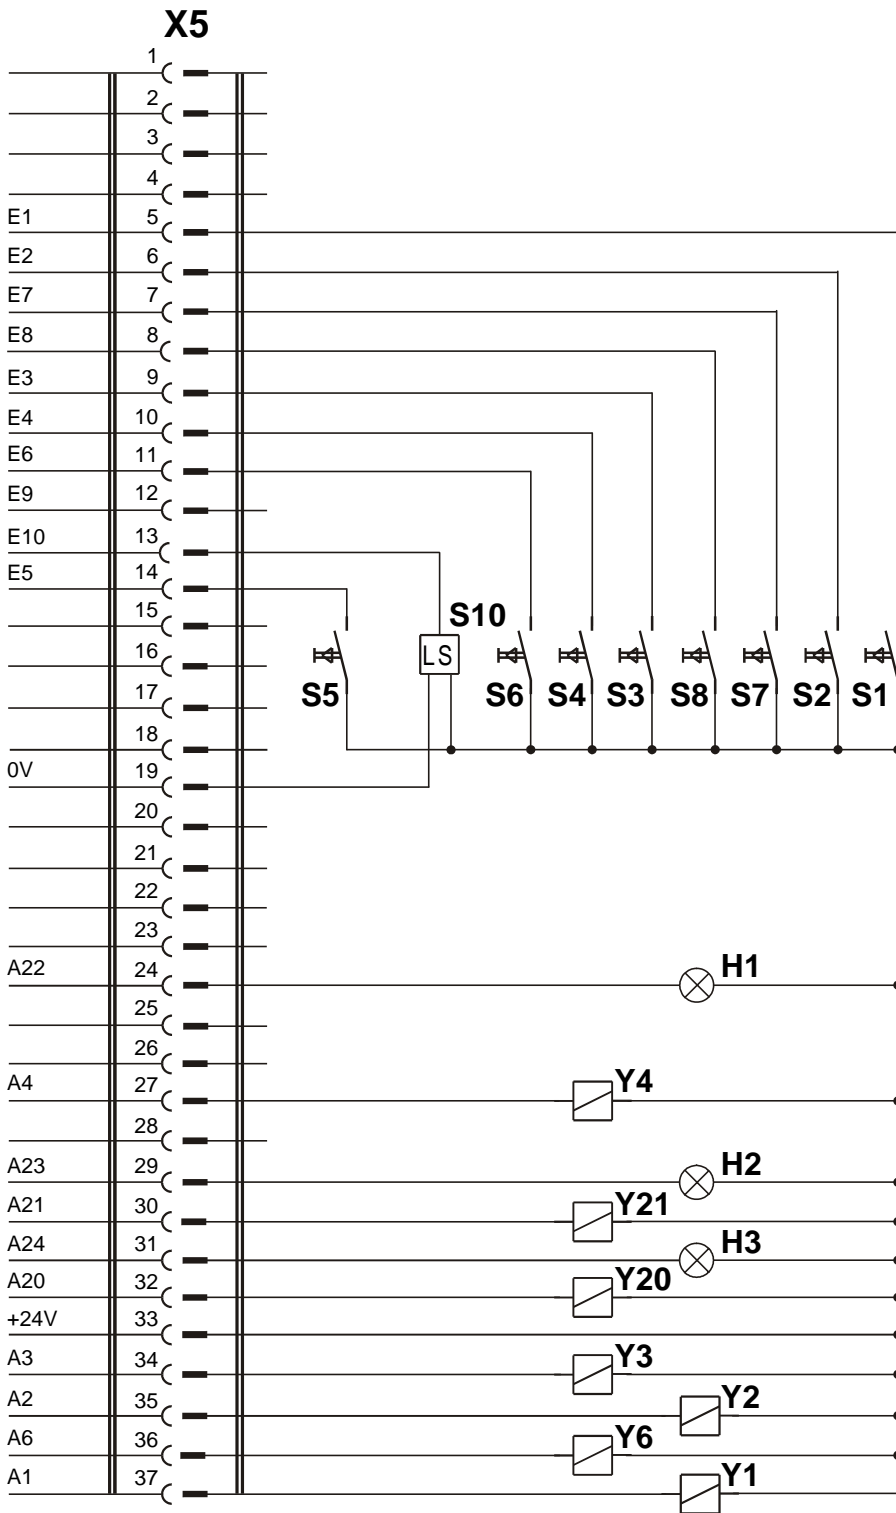 X5
1
2
3
4
E1 5
E2 6
E7 7
E8 8
E3 9
E4 10
E6 11
E9 12
E10 13
E5 14
15
S10
16
LS
S5 S6 S4 S3 S8 S7 S2 S1
17
18
0V 19
20
21
22
23
A22 24 H1
25
26
A4 27 Y4
28
A23 29 H2
A21 30 Y21
A24 31 H3
A20 32 Y20
+24V 33
A3 34 Y3
A2 35 Y2
A6 36 Y6
A1 37 Y1